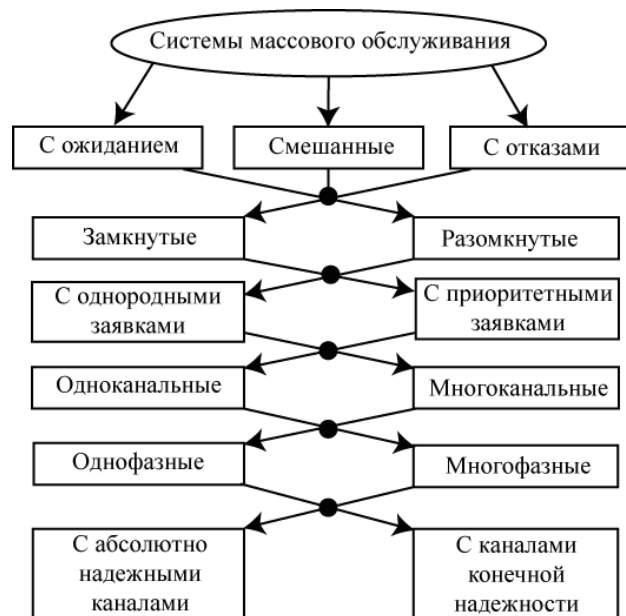 Системы массового обслуживания
С ожиданием
Смешанные
С отказами
Замкнутые
Разомкнутые
С однородными
заявками
С приоритетными
заявками
Одноканальные
Многоканальные
Однофазные
Многофазные
С абсолютно
надежными
каналами
С каналами
конечной
надежности